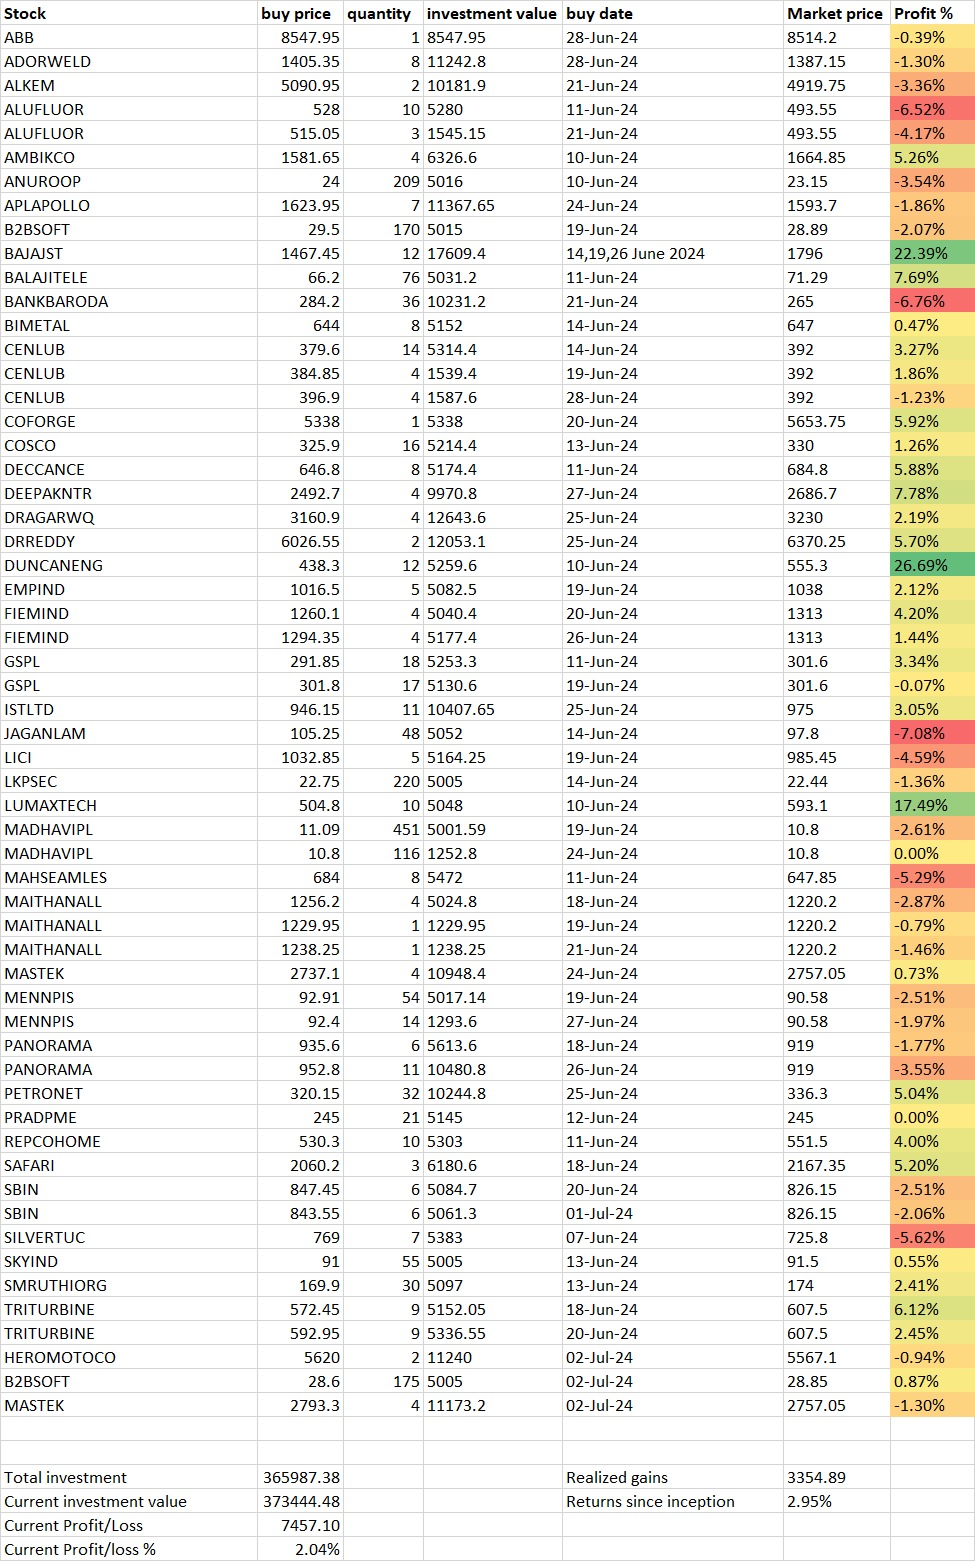 Stock buy price quantity investment value buy date Market price Profit %
ABB 8547.95 1 8547.95 28-Jun-24 8514.2 -0.39%
ADORWELD 1405.35 8 11242.8 28-Jun-24 1387.15 -1.30%
ALKEM 5090.95 2 10181.9 21-Jun-24 4919.75 -3.36%
ALUFLUOR 528 10 5280 11-Jun-24 493.55 -6.52%
ALUFLUOR 515.05 3 1545.15 21-Jun-24 493.55 -4.17%
AMBIKCO 1581.65 4 6326.6 10-Jun-24 1664.85 5.26%
ANUROOP 24 209 5016 10-Jun-24 23.15 -3.54%
APLAPOLLO 1623.95 7 11367.65 24-Jun-24 1593.7 -1.86%
B2BSOFT 29.5 170 5015 19-Jun-24 28.89 -2.07%
BAJAJST 1467.45 12 17609.4 14,19,26 June 2024 1796 22.39%
BALAJITELE 66.2 76 5031.2 11-Jun-24 71.29 7.69%
BANKBARODA 284.2 36 10231.2 21-Jun-24 265 -6.76%
BIMETAL 644 8 5152 14-Jun-24 647 0.47%
CENLUB 379.6 14 5314.4 14-Jun-24 392 3.27%
CENLUB 384.85 4 1539.4 19-Jun-24 392 1.86%
CENLUB 396.9 4 1587.6 28-Jun-24 392 -1.23%
COFORGE 5338 1 5338 20-Jun-24 5653.75 5.92%
COSCO 325.9 16 5214.4 13-Jun-24 330 1.26%
DECCANCE 646.8 8 5174.4 11-Jun-24 684.8 5.88%
DEEPAKNTR 2492.7 4 9970.8 27-Jun-24 2686.7 7.78%
DRAGARWQ 3160.9 4 12643.6 25-Jun-24 3230 2.19%
DRREDDY 6026.55 2 12053.1 25-Jun-24 6370.25 5.70%
DUNCANENG 438.3 12 5259.6 10-Jun-24 555.3 26.69%
EMPIND 1016.5 5 5082.5 19-Jun-24 1038 2.12%
FIEMIND 1260.1 4 5040.4 20-Jun-24 1313 4.20%
FIEMIND 1294.35 4 5177.4 26-Jun-24 1313 1.44%
GSPL 291.85 18 5253.3 11-Jun-24 301.6 3.34%
GSPL 301.8 17 5130.6 19-Jun-24 301.6 -0.07%
ISTLTD 946.15 11 10407.65 25-Jun-24 975 3.05%
JAGANLAM 105.25 48 5052 14-Jun-24 97.8 -7.08%
LICI 1032.85 5 5164.25 19-Jun-24 985.45 -4.59%
LKPSEC 22.75 220 5005 14-Jun-24 22.44 -1.36%
LUMAXTECH 504.8 10 5048 10-Jun-24 593.1 17.49%
MADHAVIPL 11.09 451 5001.59 19-Jun-24 10.8 -2.61%
MADHAVIPL 10.8 116 1252.8 24-Jun-24 10.8 0.00%
MAHSEAMLES 684 8 5472 11-Jun-24 647.85 -5.29%
MAITHANALL 1256.2 4 5024.8 18-Jun-24 1220.2 -2.87%
MAITHANALL 1229.95 1 1229.95 19-Jun-24 1220.2 -0.79%
MAITHANALL 1238.25 1 1238.25 21-Jun-24 1220.2 -1.46%
MASTEK 2737.1 4 10948.4 24-Jun-24 2757.05 0.73%
MENNPIS 92.91 54 5017.14 19-Jun-24 90.58 -2.51%
MENNPIS 92.4 14 1293.6 27-Jun-24 90.58 -1.97%
PANORAMA 935.6 6 5613.6 18-Jun-24 919 -1.77%
PANORAMA 952.8 11 10480.8 26-Jun-24 919 -3.55%
PETRONET 320.15 32 10244.8 25-Jun-24 336.3 5.04%
PRADPME 245 21 5145 12-Jun-24 245 0.00%
REPCOHOME 530.3 10 5303 11-Jun-24 551.5 4.00%
SAFARI 2060.2 3 6180.6 18-Jun-24 2167.35 5.20%
SBIN 847.45 6 5084.7 20-Jun-24 826.15 -2.51%
SBIN 843.55 6 5061.3 01-Jul-24 826.15 -2.06%
SILVERTUC 769 7 5383 07-Jun-24 725.8 -5.62%
SKYIND 91 55 5005 13-Jun-24 91.5 0.55%
SMRUTHIORG 169.9 30 5097 13-Jun-24 174 2.41%
TRITURBINE 572.45 9 5152.05 18-Jun-24 607.5 6.12%
TRITURBINE 592.95 9 5336.55 20-Jun-24 607.5 2.45%
HEROMOTOCO 5620 2 11240 02-Jul-24 5567.1 -0.94%
B2BSOFT 28.6 175 5005 02-Jul-24 28.85 0.87%
MASTEK 2793.3 4 11173.2 02-Jul-24 2757.05 -1.30%
Total investment 365987.38 Realized gains 3354.89
Current investment value 373444.48 Returns since inception 2.95%
Current Profit/Loss 7457.10
Current Profit/loss % 2.04%